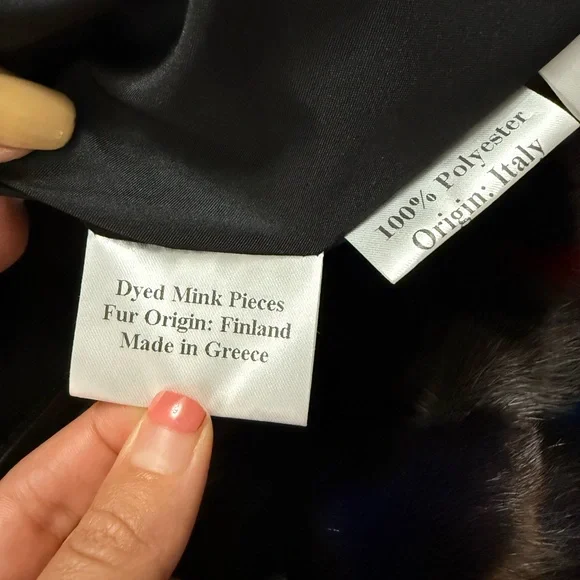 Dyed Mink Pieces
Fur Origin: Finland
Made in Greece
100% Polyester
Origin: Italy